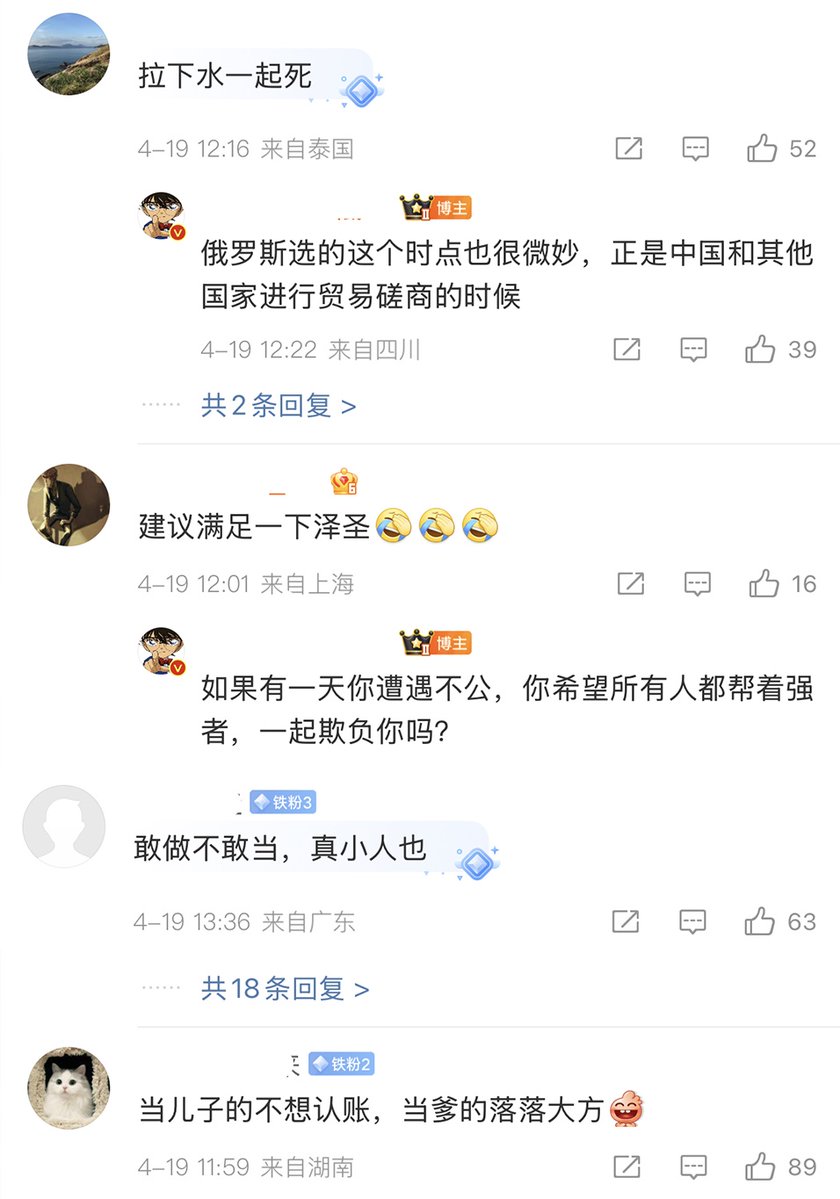 拉下水一起死
4–19 12:16 来自泰国
52
II 博主
俄罗斯选的这个时点也很微妙，正是中国和其他
国家进行贸易磋商的时候
4–19 12:22 来自四川
39
共2条回复 >
6
建议满足一下泽圣
4–19 12:01 来自上海
16
II 博主
如果有一天你遭遇不公，你希望所有人都帮着强
者，一起欺负你吗？
铁粉3
敢做不敢当，真小人也
4–19 13:36 来自广东
63
共18条回复 >
铁粉2
当儿子的不想认账，当爹的落落大方
4–19 11:59 来自湖南
89